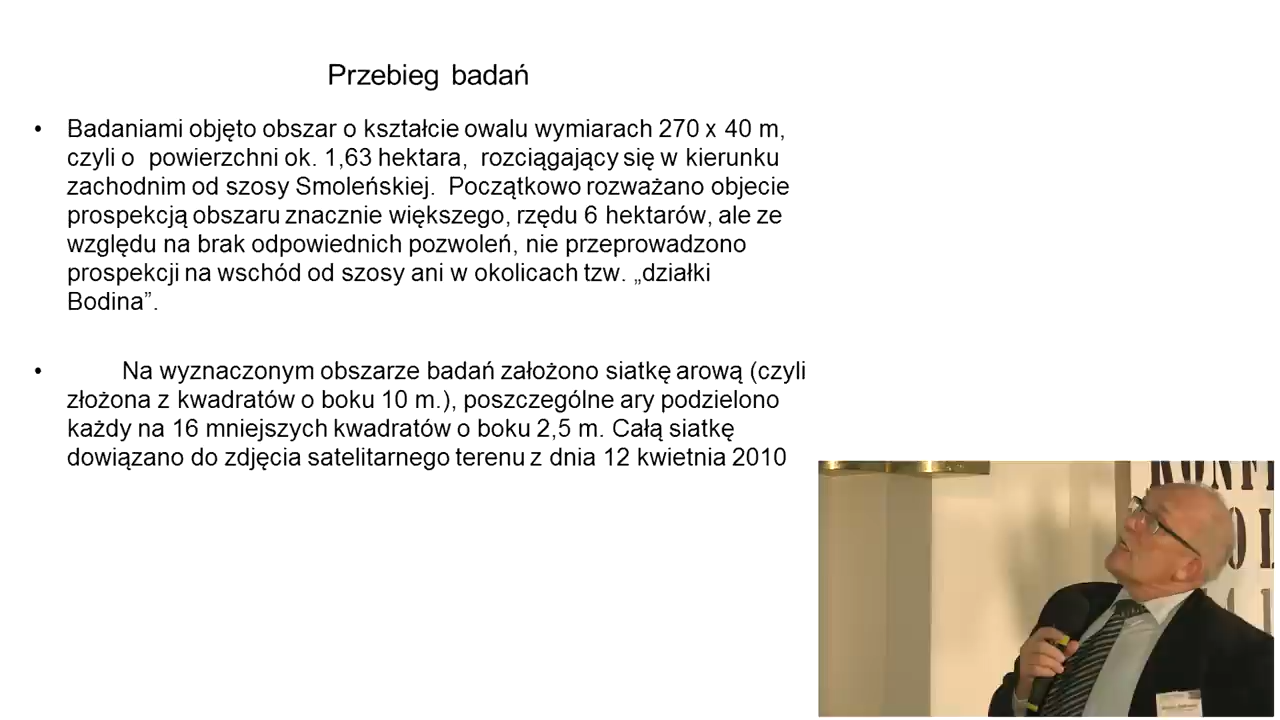 Przebieg badań
• Badaniami objęto obszar o kształcie owalu wymiarach 270 x 40 m,
czyli o powierzchni ok. 1,63 hektara, rozciągający się w kierunku
zachodnim od szosy Smoleńskiej. Początkowo rozważano objecie
prospekcją obszaru znacznie większego, rzędu 6 hektarów, ale ze
względu na brak odpowiednich pozwoleń, nie przeprowadzono
prospekcji na wschód od szosy ani w okolicach tzw. „działki
Bodina”.
• Na wyznaczonym obszarze badań założono siatkę arową (czyli
złożona z kwadratów o boku 10 m.), poszczególne ary podzielono
każdy na 16 mniejszych kwadratów o boku 2,5 m. Całą siatkę
dowiązano do zdjęcia satelitarnego terenu z dnia 12 kwietnia 2010
KONF